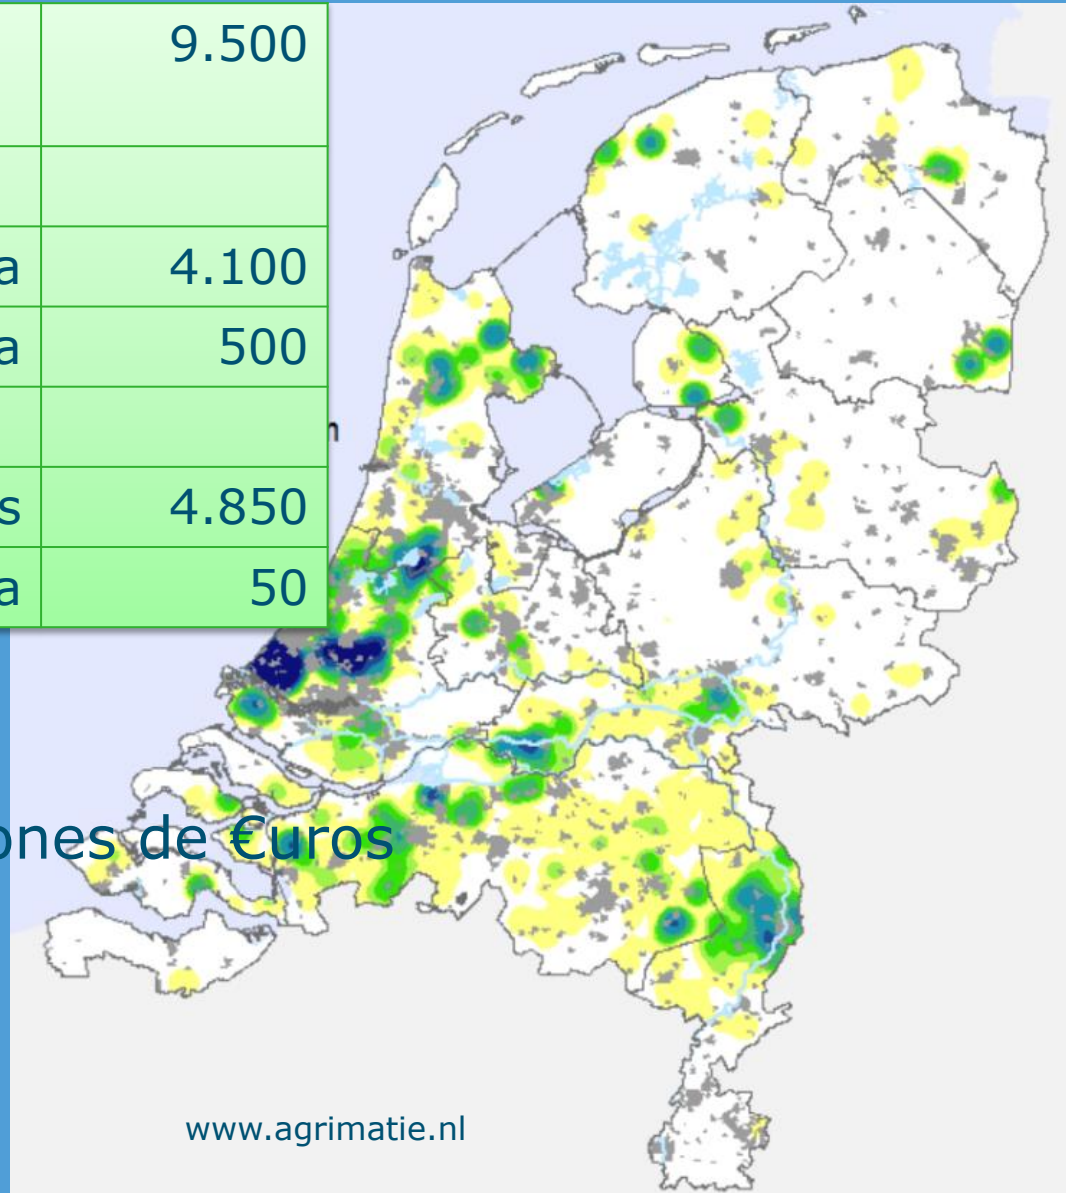 9.500
a 4.100
a 500
n
s 4.850
a 50
ones de €uros
www.agrimatie.nl